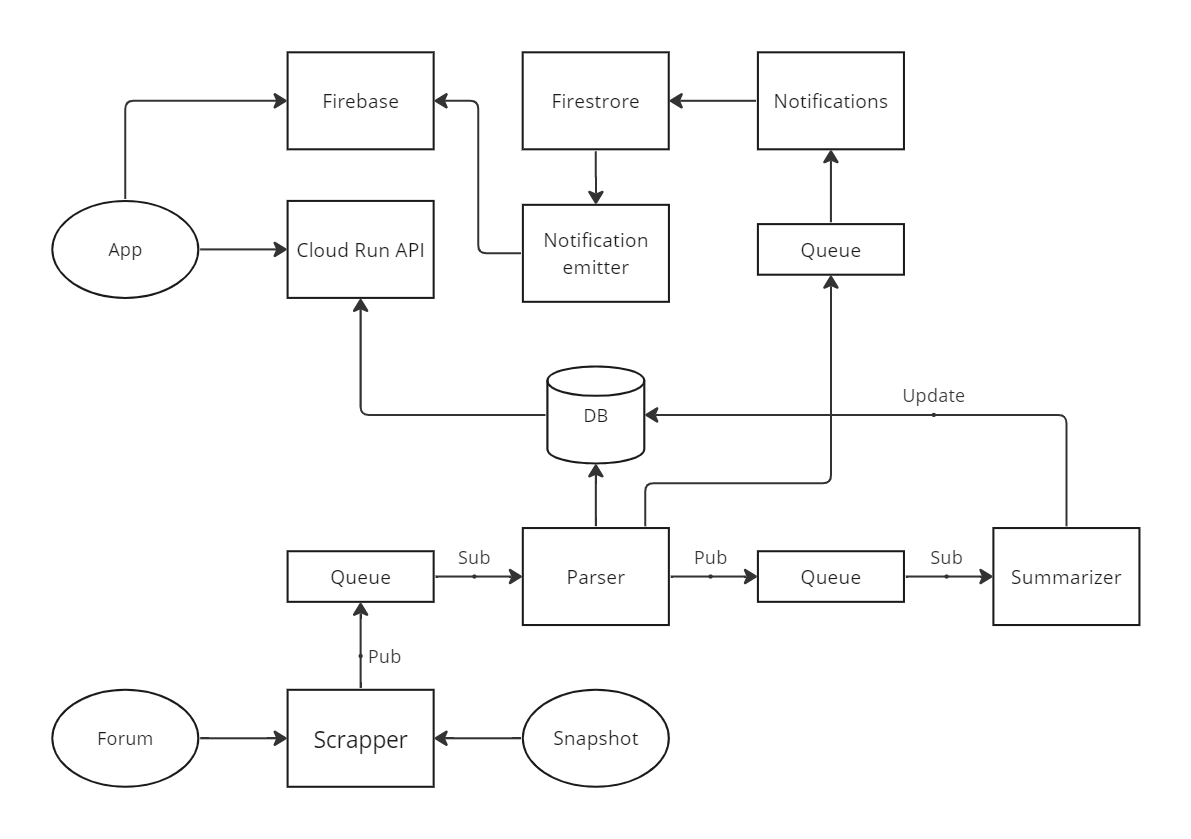 Firebase
Firestrore
Notifications
App
Cloud Run API
Notification
emitter
Queue
DB
Update
Queue
Sub
Parser
Pub
Queue
Sub
Summarizer
Pub
Forum
Scrapper
Snapshot